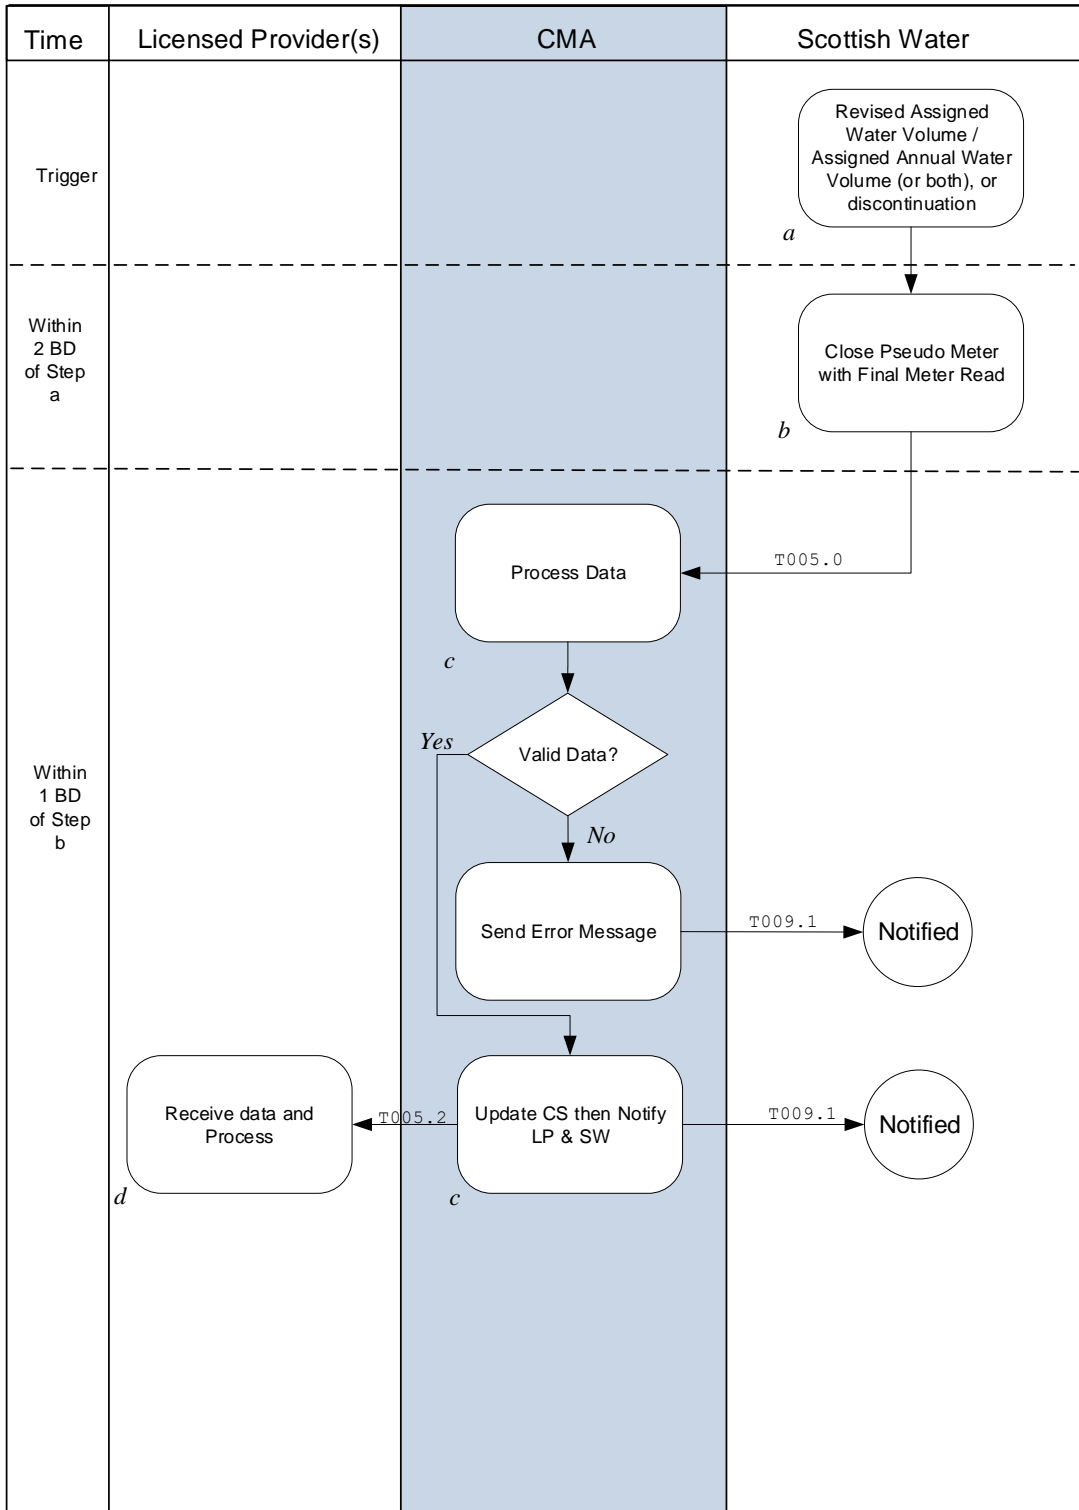 Time
Licensed Provider(s)
CMA
Scottish Water
Trigger
Revised Assigned
Water Volume /
Assigned Annual Water
Volume (or both), or
discontinuation
a
Within
2 BD
of Step
a
Close Pseudo Meter
with Final Meter Read
b
Within
1 BD
of Step
b
Process Data
T005.0
c
Valid Data?
Yes
No
Send Error Message
T009.1
Notified
Receive data and
Process
T005.2
Update CS then Notify
LP & SW
T009.1
Notified
d
c